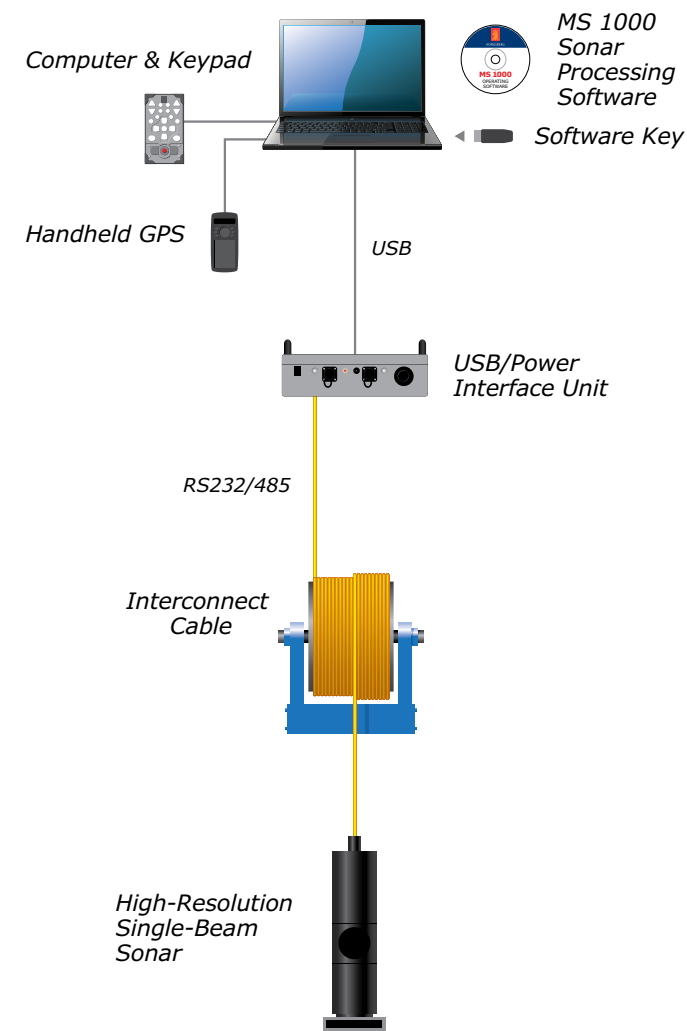 Computer & Keypad
MS 1000
Sonar
Processing
Software
KONGSBERG
MS 1000
OPERATING
SOFTWARE
Software Key
Handheld GPS
USB
USB/Power
Interface Unit
RS232/485
Interconnect
Cable
High-Resolution
Single-Beam
Sonar